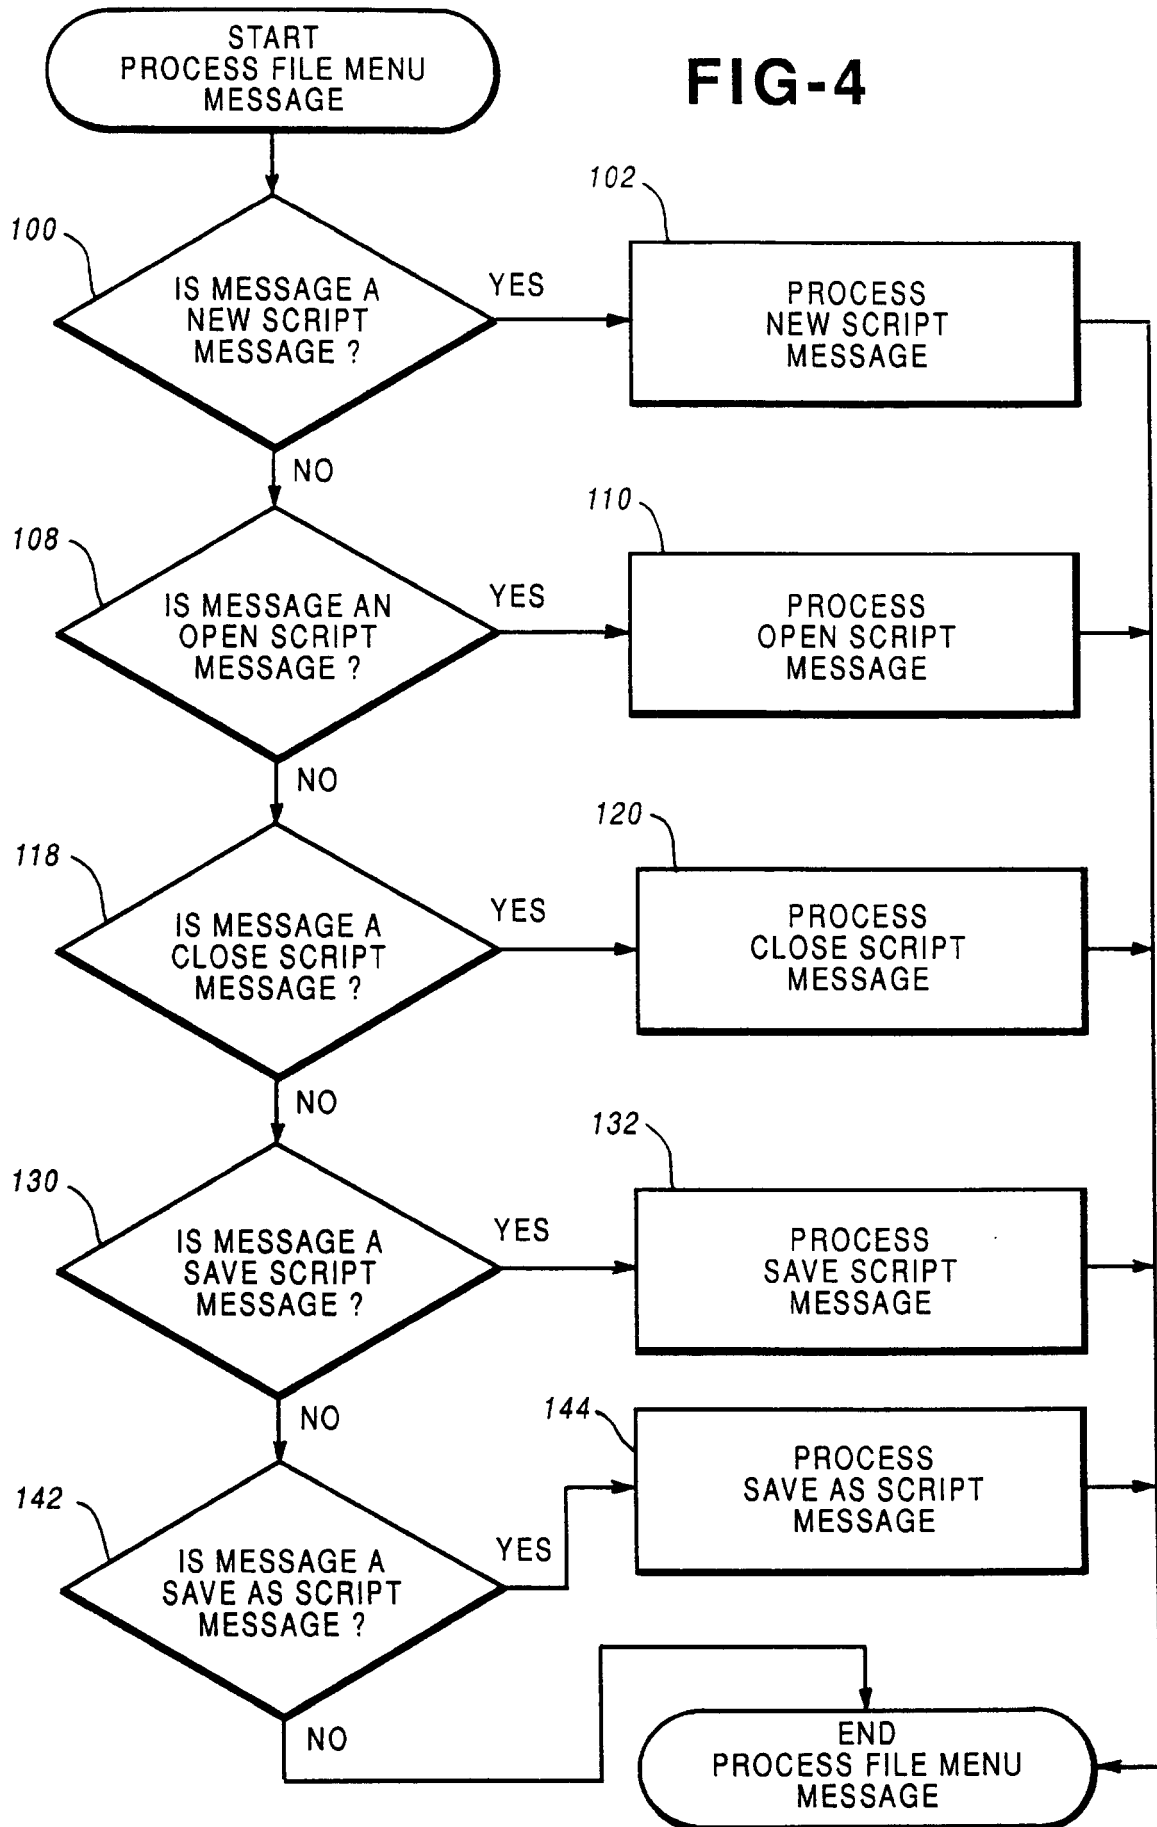 START
PROCESS FILE MENU
MESSAGE
FIG-4
100
IS MESSAGE A
NEW SCRIPT
MESSAGE ?
YES
102
PROCESS
NEW SCRIPT
MESSAGE
NO
108
IS MESSAGE AN
OPEN SCRIPT
MESSAGE ?
YES
110
PROCESS
OPEN SCRIPT
MESSAGE
NO
118
IS MESSAGE A
CLOSE SCRIPT
MESSAGE ?
YES
120
PROCESS
CLOSE SCRIPT
MESSAGE
NO
130
IS MESSAGE A
SAVE SCRIPT
MESSAGE ?
YES
132
PROCESS
SAVE SCRIPT
MESSAGE
NO
142
IS MESSAGE A
SAVE AS SCRIPT
MESSAGE ?
YES
144
PROCESS
SAVE AS SCRIPT
MESSAGE
NO
END
PROCESS FILE MENU
MESSAGE